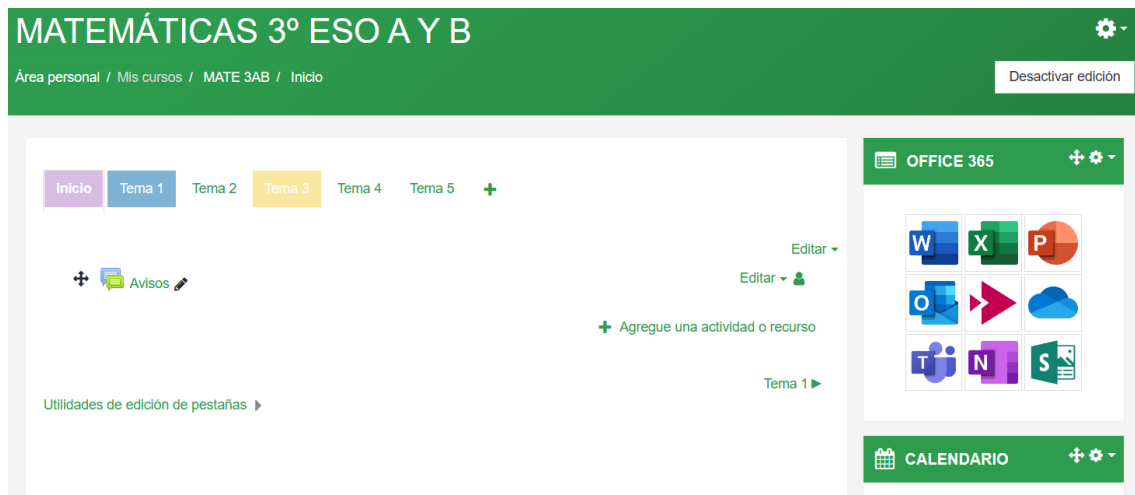 MATEMÁTICAS 3º ESO A Y B
Área personal / Mis cursos / MATE 3AB / Inicio
Desactivar edición
Inicio Tema 1 Tema 2 Tema 3 Tema 4 Tema 5
Editar
Avisos Editar
Agregue una actividad o recurso
Tema 1
Utilidades de edición de pestañas
OFFICE 365
W X P
O
T N S
CALENDARIO